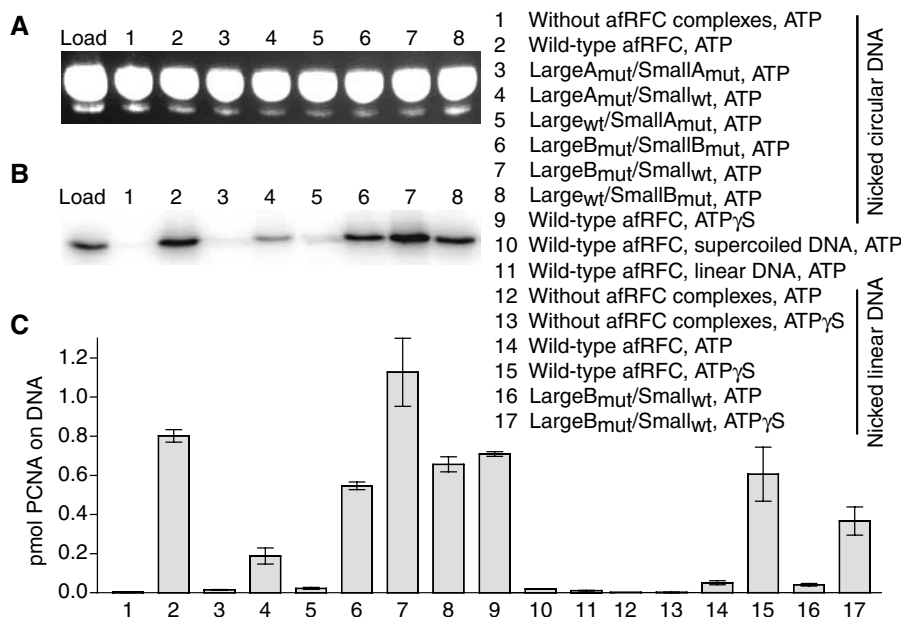 A
Load 1 2 3 4 5 6 7 8
B
Load 1 2 3 4 5 6 7 8
C
pmol PCNA on DNA
1.2
1.0
0.8
0.6
0.4
0.2
0.0
1 2 3 4 5 6 7 8 9 10 11 12 13 14 15 16 17
1 Without afRFC complexes, ATP
2 Wild-type afRFC, ATP
3 LargeAmut/SmallAmut, ATP
4 LargeAmut/Smallwt, ATP
5 Largewt/SmallAmut, ATP
6 LargeBmut/SmallBmut, ATP
7 LargeBmut/Smallwt, ATP
8 Largewt/SmallBmut, ATP
9 Wild-type afRFC, ATPγS
10 Wild-type afRFC, supercoiled DNA, ATP
11 Wild-type afRFC, linear DNA, ATP
12 Without afRFC complexes, ATP
13 Without afRFC complexes, ATPγS
14 Wild-type afRFC, ATP
15 Wild-type afRFC, ATPγS
16 LargeBmut/Smallwt, ATP
17 LargeBmut/Smallwt, ATPγS
Nicked circular DNA
Nicked linear DNA